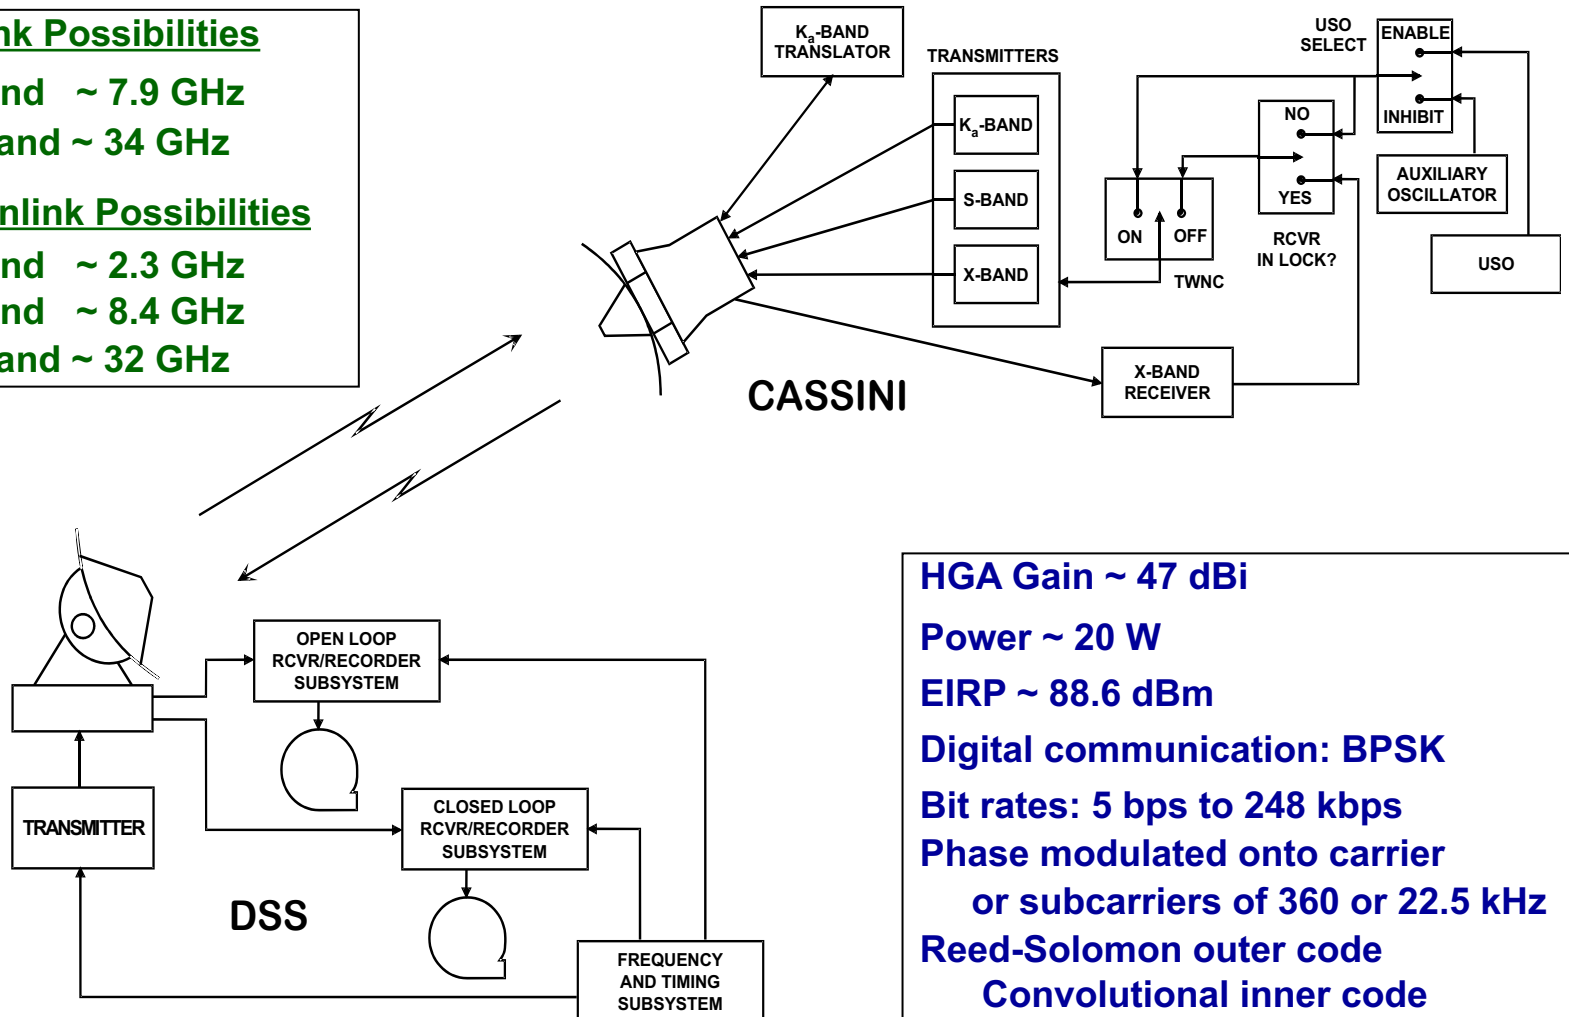 nk Possibilities
nd ~ 7.9 GHz
and ~ 34 GHz
nlink Possibilities
nd ~ 2.3 GHz
nd ~ 8.4 GHz
and ~ 32 GHz
Ka-BAND
TRANSLATOR
TRANSMITTERS
Ka-BAND
S-BAND
X-BAND
USO
SELECT
ENABLE
INHIBIT
NO
YES
RCVR
IN LOCK?
ON
OFF
TWNC
AUXILIARY
OSCILLATOR
USO
X-BAND
RECEIVER
CASSINI
OPEN LOOP
RCVR/RECORDER
SUBSYSTEM
CLOSED LOOP
RCVR/RECORDER
SUBSYSTEM
TRANSMITTER
DSS
FREQUENCY
AND TIMING
SUBSYSTEM
HGA Gain ~ 47 dBi
Power ~ 20 W
EIRP ~ 88.6 dBm
Digital communication: BPSK
Bit rates: 5 bps to 248 kbps
Phase modulated onto carrier
or subcarriers of 360 or 22.5 kHz
Reed-Solomon outer code
Convolutional inner code